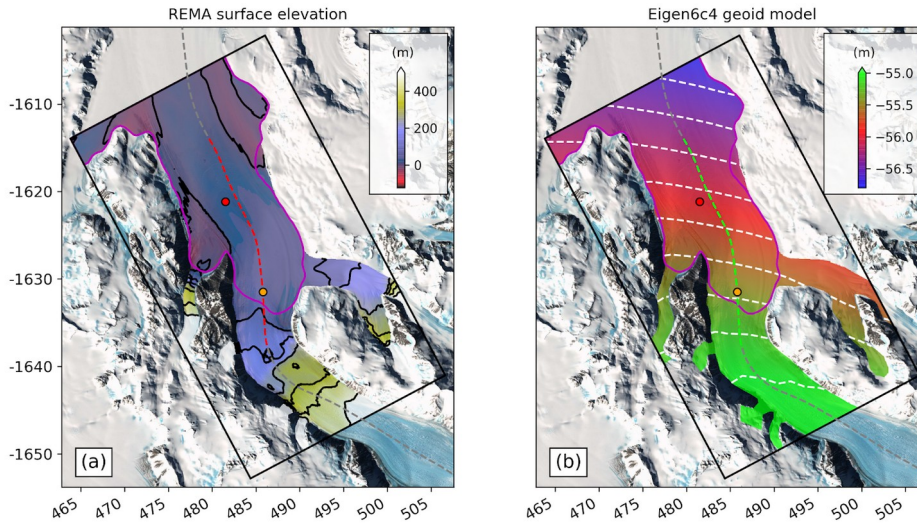 REMA surface elevation
Eigen6c4 geoid model
(m)
400
200
0
(m)
−55.0
−55.5
−56.0
−56.5
-1610
-1620
-1630
-1640
-1650
(a)
(b)
465 470 475 480 485 490 495 500 505
465 470 475 480 485 490 495 500 505